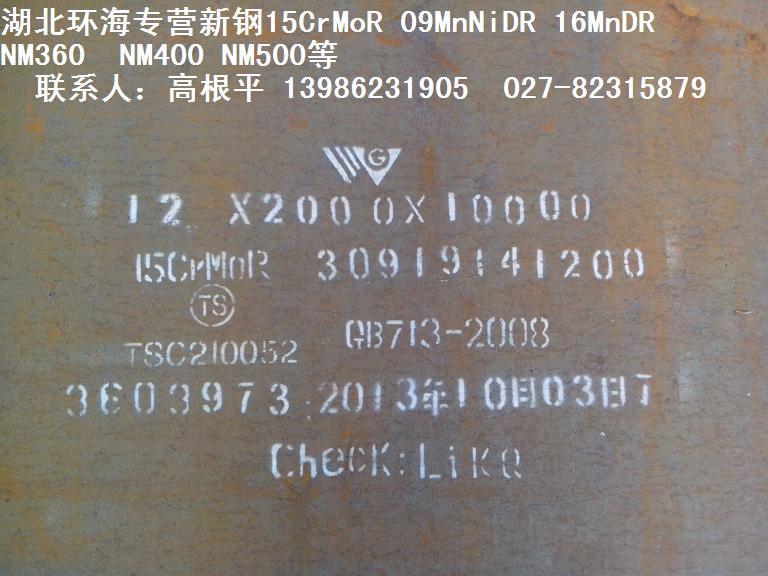 湖北环海专营新钢15CrMoR 09MnNiDR 16MnDR
NM360  NM400 NM500等
联系人：高根平 13986231905  027-82315879
G
12 X2000X10000
15CrMoR 30919141200
TS
TSC210052 GB713-2008
3603973 2013年10月03日T
Check:LiKQ